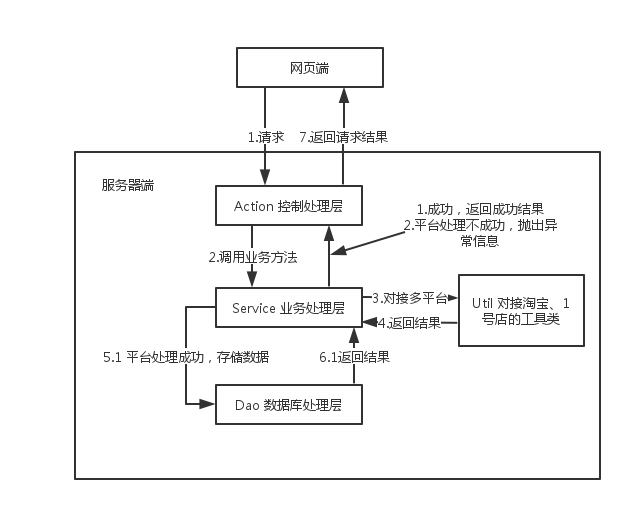 网页端
1.请求
7.返回请求结果
服务器端
Action 控制处理层
1.成功，返回成功结果
2.平台处理不成功，抛出异
常信息
2.调用业务方法
Service 业务处理层
3.对接多平台
4.返回结果
Util 对接淘宝、1
号店的工具类
5.1 平台处理成功，存储数据
6.1返回结果
Dao 数据库处理层